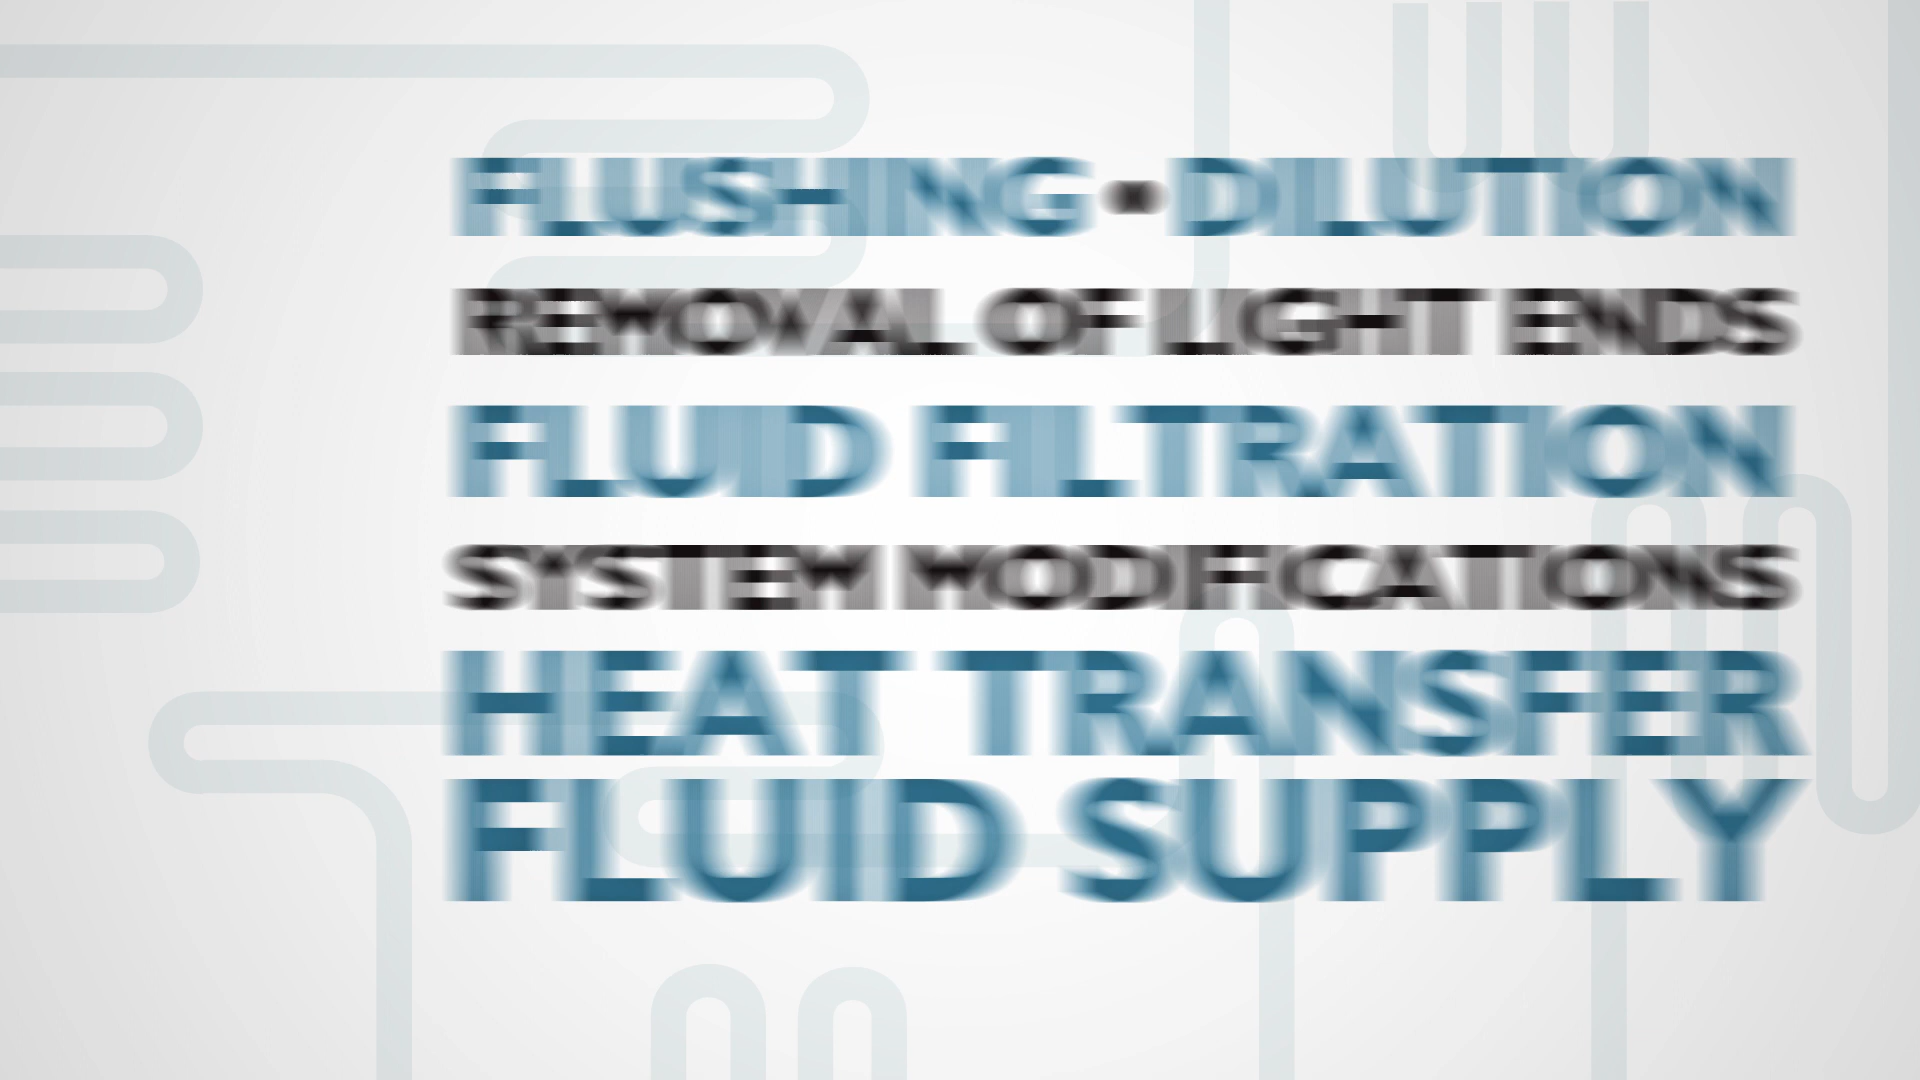 FLUSHING • DILUTION
REMOVAL OF LIGHT ENDS
FLUID FILTRATION
SYSTEM MODIFICATIONS
HEAT TRANSFER
FLUID SUPPLY